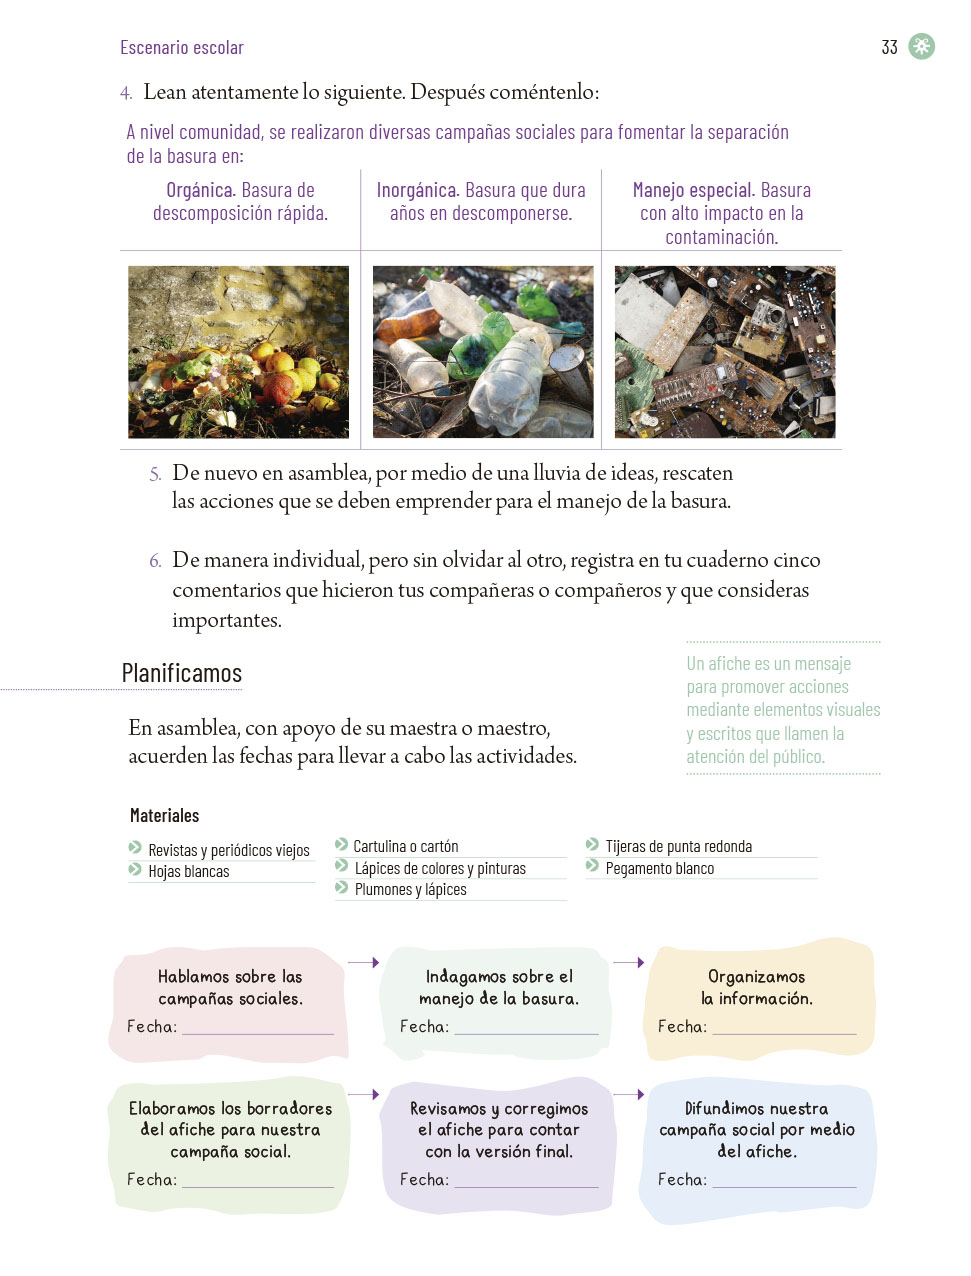 Escenario escolar
33
4. Lean atentamente lo siguiente. Después coméntenlo:
A nivel comunidad, se realizaron diversas campañas sociales para fomentar la separación
de la basura en:
Orgánica. Basura de
descomposición rápida.
Inorgánica. Basura que dura
años en descomponerse.
Manejo especial. Basura
con alto impacto en la
contaminación.
5. De nuevo en asamblea, por medio de una lluvia de ideas, rescaten
las acciones que se deben emprender para el manejo de la basura.
6. De manera individual, pero sin olvidar al otro, registra en tu cuaderno cinco
comentarios que hicieron tus compañeras o compañeros y que consideras
importantes.
Planificamos
En asamblea, con apoyo de su maestra o maestro,
acuerden las fechas para llevar a cabo las actividades.
Un afiche es un mensaje
para promover acciones
mediante elementos visuales
y escritos que llamen la
atención del público.
Materiales
Revistas y periódicos viejos
Hojas blancas
Cartulina o cartón
Lápices de colores y pinturas
Plumones y lápices
Tijeras de punta redonda
Pegamento blanco
Hablamos sobre las
campañas sociales.
Fecha:
Indagamos sobre el
manejo de la basura.
Fecha:
Organizamos
la información.
Fecha:
Elaboramos los borradores
del afiche para nuestra
campaña social.
Fecha:
Revisamos y corregimos
el afiche para contar
con la versión final.
Fecha:
Difundimos nuestra
campaña social por medio
del afiche.
Fecha: